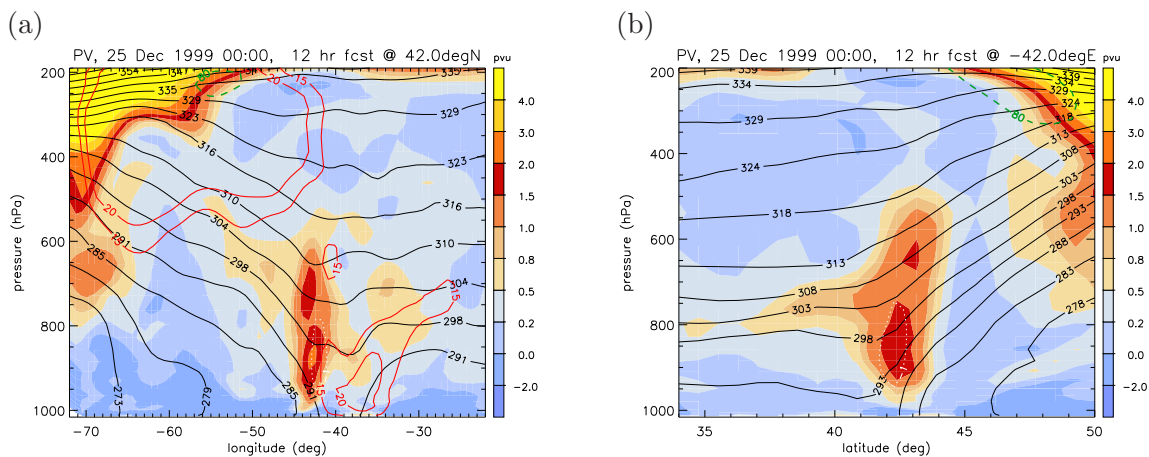 (a)
(b)
PV, 25 Dec 1999 00:00, 12 hr fcst @ 42.0degN pvu
PV, 25 Dec 1999 00:00, 12 hr fcst @ −42.0degE pvu
200
400
600
800
1000
pressure (hPa)
−70 −60 −50 −40 −30
longitude (deg)
354 347 335 329 323 316 310 304 298 291 285 279 273
335 329 323 316 310 304 298 291 291
80
20 15 20 20 15 15 15 20
4.0
3.0
2.0
1.5
1.0
0.8
0.5
0.2
0.0
−2.0
200
400
600
800
1000
pressure (hPa)
35 40 45 50
latitude (deg)
339 334 329 324 318 313 308 303 298 293
339 334 329 324 318 313 308 303 298 293 288 283 278
80
4.0
3.0
2.0
1.5
1.0
0.8
0.5
0.2
0.0
−2.0